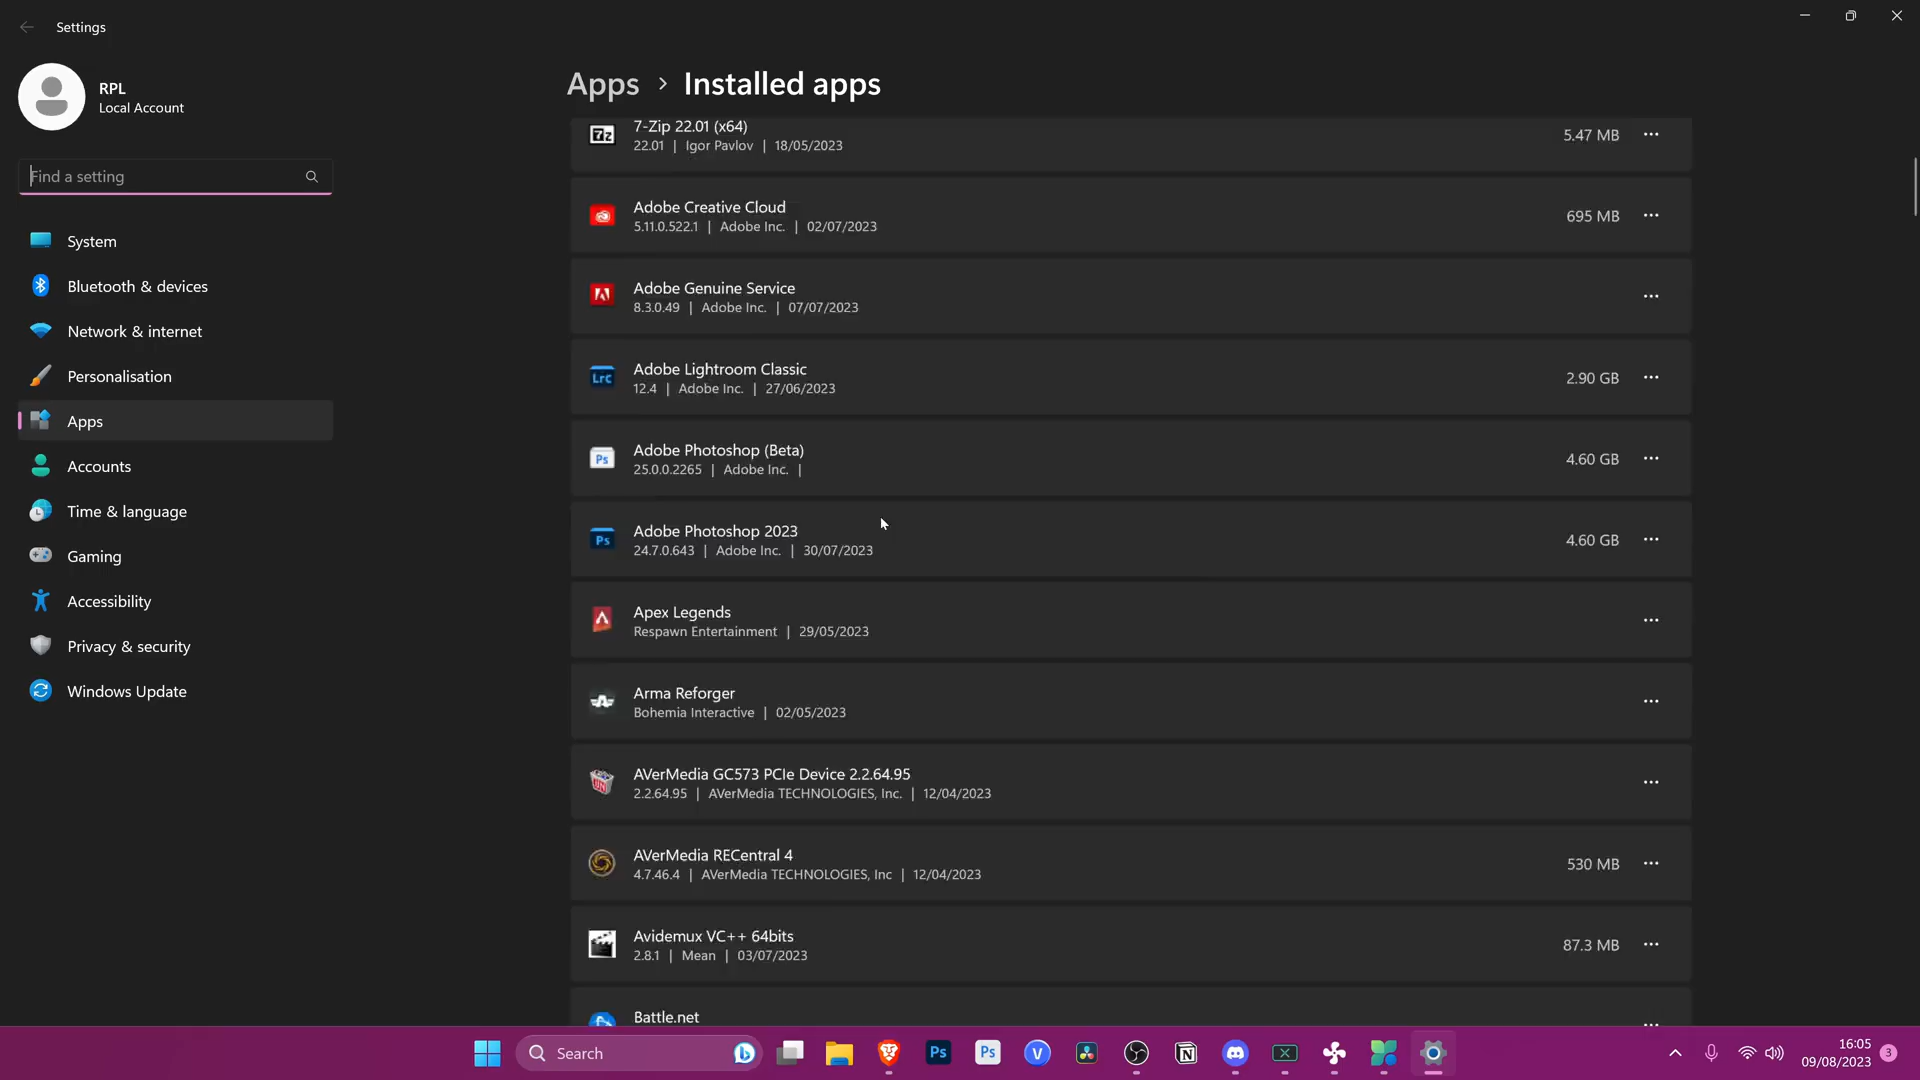 Settings
RPL
Local Account
Find a setting
System
Bluetooth & devices
Network & internet
Personalisation
Apps
Accounts
Time & language
Gaming
Accessibility
Privacy & security
Windows Update
Apps > Installed apps
7-Zip 22.01 (x64)
22.01 | Igor Pavlov | 18/05/2023
5.47 MB
Adobe Creative Cloud
5.11.0.522.1 | Adobe Inc. | 02/07/2023
695 MB
Adobe Genuine Service
8.3.0.49 | Adobe Inc. | 07/07/2023
LrC
Adobe Lightroom Classic
12.4 | Adobe Inc. | 27/06/2023
2.90 GB
Ps
Adobe Photoshop (Beta)
25.0.0.2265 | Adobe Inc. |
4.60 GB
Ps
Adobe Photoshop 2023
24.7.0.643 | Adobe Inc. | 30/07/2023
4.60 GB
Apex Legends
Respawn Entertainment | 29/05/2023
Arma Reforger
Bohemia Interactive | 02/05/2023
AVerMedia GC573 PCIe Device 2.2.64.95
2.2.64.95 | AVerMedia TECHNOLOGIES, Inc. | 12/04/2023
AVerMedia RECentral 4
4.7.46.4 | AVerMedia TECHNOLOGIES, Inc | 12/04/2023
530 MB
Avidemux VC++ 64bits
2.8.1 | Mean | 03/07/2023
87.3 MB
Battle.net
Search
Ps
Ps
V
16:05
09/08/2023
3